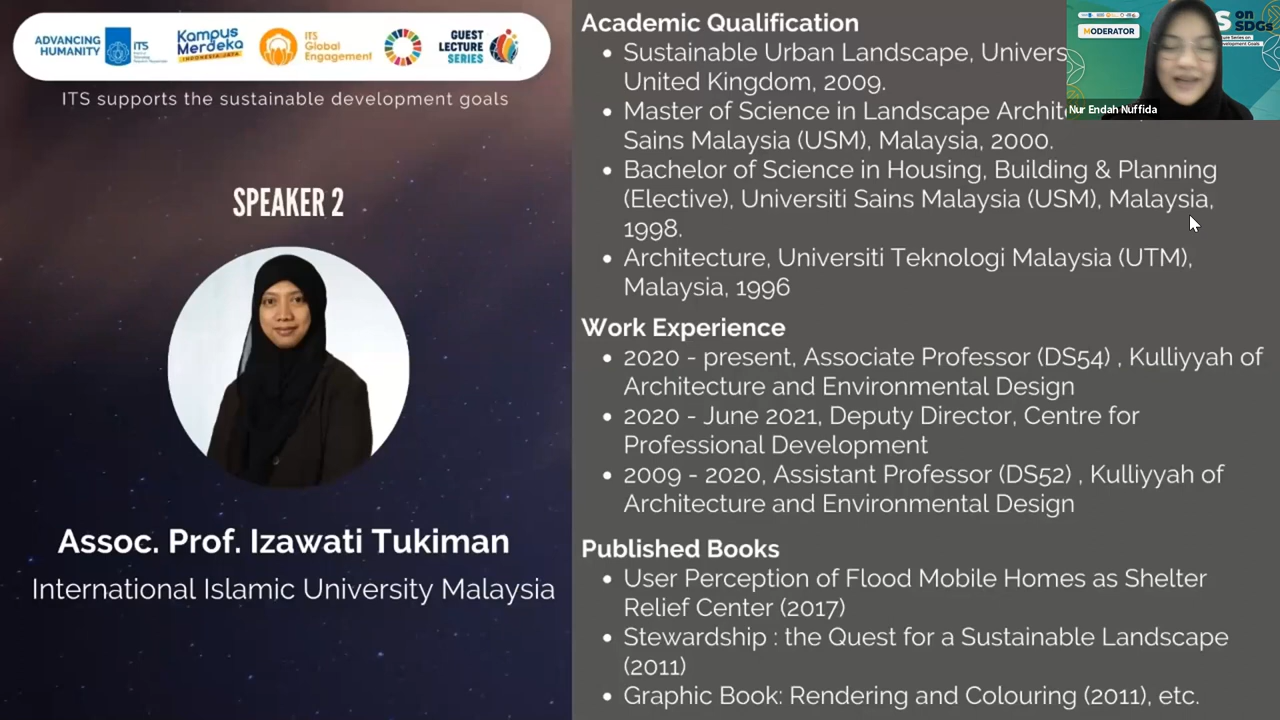 ADVANCING
HUMANITY
ITS
Kampus
Merdeka
INDONESIA JAYA
ITS
Global
Engagement
GUEST
LECTURE
SERIES
ITS supports the sustainable development goals
SPEAKER 2
Assoc. Prof. Izawati Tukiman
International Islamic University Malaysia
Academic Qualification
• Sustainable Urban Landscape, Univers
United Kingdom, 2009.
• Master of Science in Landscape Archite
Sains Malaysia (USM), Malaysia, 2000.
• Bachelor of Science in Housing, Building & Planning
(Elective), Universiti Sains Malaysia (USM), Malaysia,
1998.
• Architecture, Universiti Teknologi Malaysia (UTM),
Malaysia, 1996
Work Experience
• 2020 - present, Associate Professor (DS54) , Kulliyyah of
Architecture and Environmental Design
• 2020 - June 2021, Deputy Director, Centre for
Professional Development
• 2009 - 2020, Assistant Professor (DS52) , Kulliyyah of
Architecture and Environmental Design
Published Books
• User Perception of Flood Mobile Homes as Shelter
Relief Center (2017)
• Stewardship : the Quest for a Sustainable Landscape
(2011)
• Graphic Book: Rendering and Colouring (2011), etc.
MODERATOR
S on
SDGs
Nur Endah Nuffida